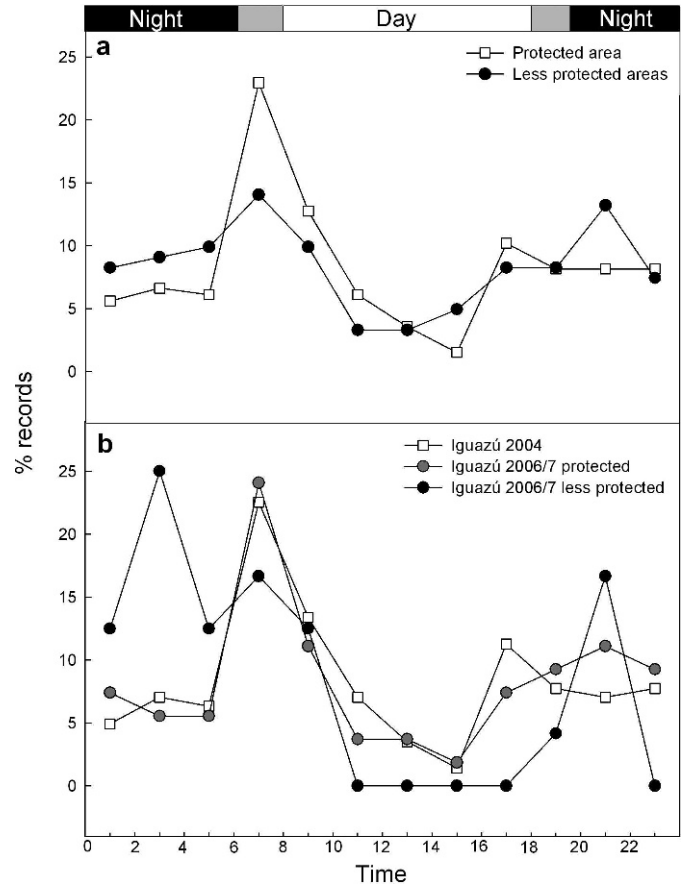 Night Day Night
a
Protected area
Less protected areas
25
20
15
10
5
0
% records
b
Iguazú 2004
Iguazú 2006/7 protected
Iguazú 2006/7 less protected
25
20
15
10
5
0
0 2 4 6 8 10 12 14 16 18 20 22
Time